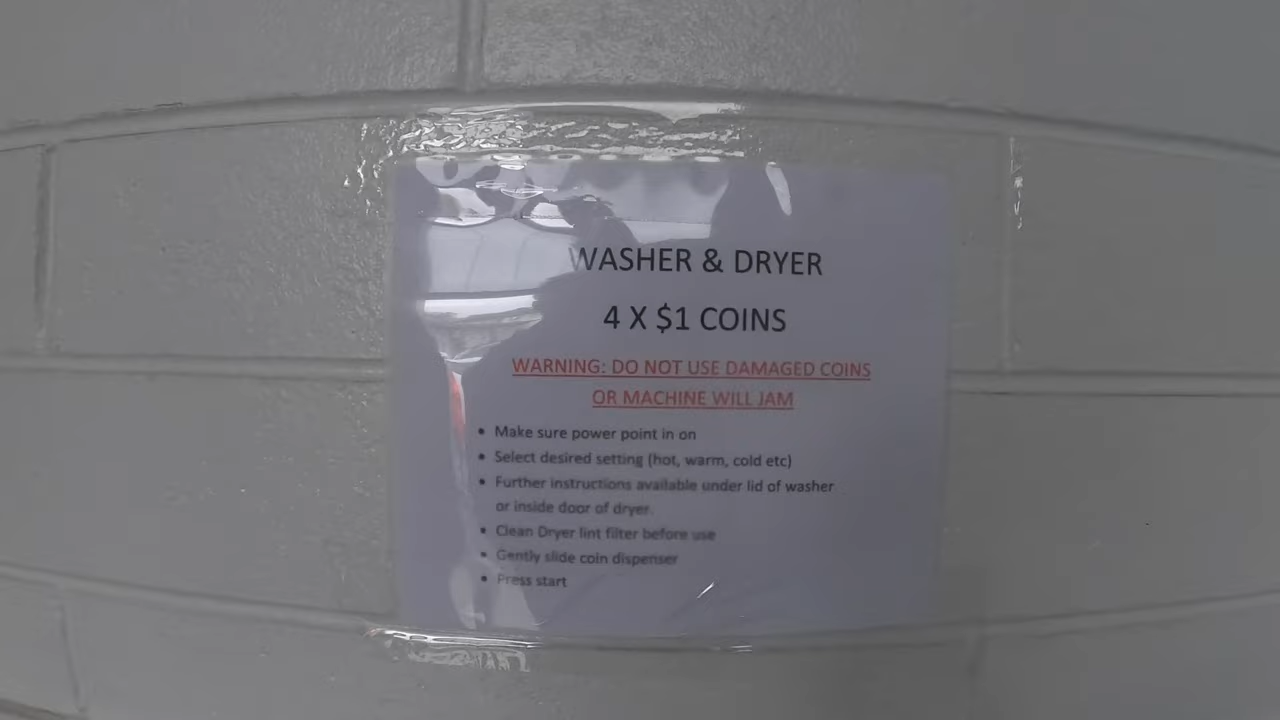 WASHER & DRYER
4 X $1 COINS
WARNING: DO NOT USE DAMAGED COINS
OR MACHINE WILL JAM
• Make sure power point in on
• Select desired setting (hot, warm, cold etc)
• Further instructions available under lid of washer
or inside door of dryer.
• Clean Dryer lint filter before use
• Gently slide coin dispenser
• Press start